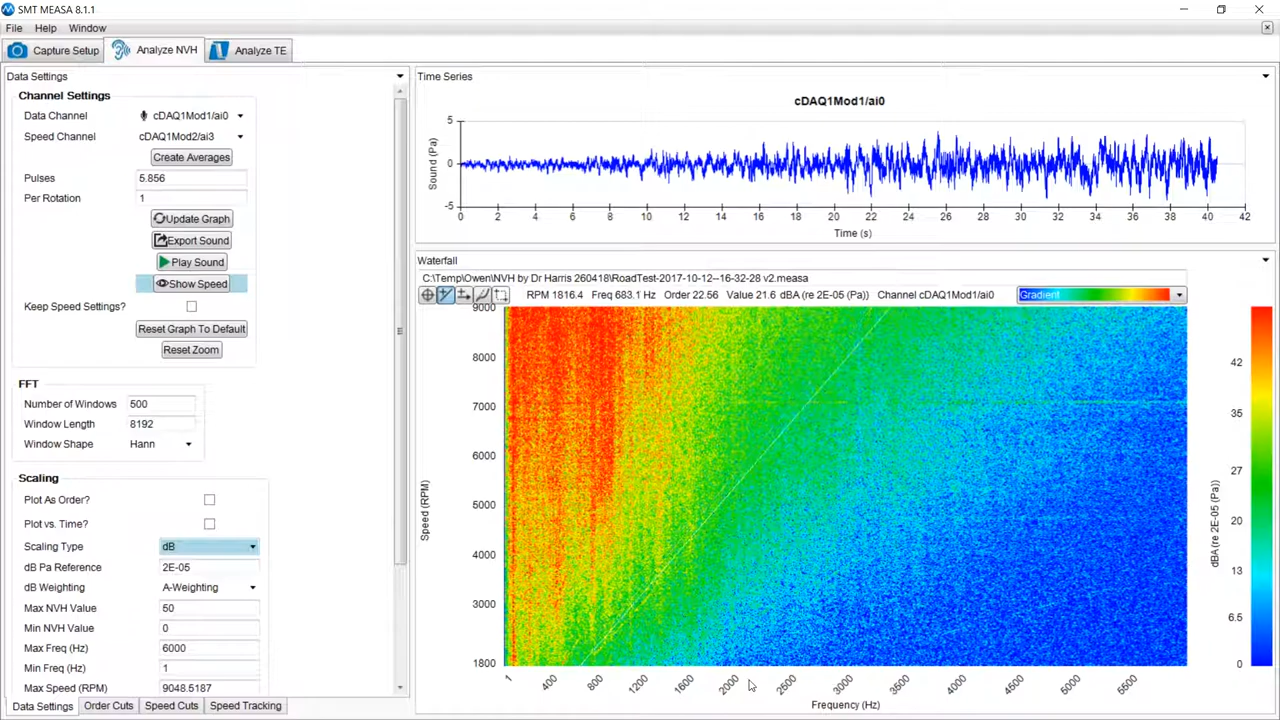 SMT MEASA 8.1.1
File Help Window
Capture Setup Analyze NVH Analyze TE
Data Settings
Channel Settings
Data Channel cDAQ1Mod1/ai0
Speed Channel cDAQ1Mod2/ai3
Create Averages
Pulses 5.856
Per Rotation 1
Update Graph
Export Sound
Play Sound
Show Speed
Keep Speed Settings?
Reset Graph To Default
Reset Zoom
FFT
Number of Windows 500
Window Length 8192
Window Shape Hann
Scaling
Plot As Order?
Plot vs. Time?
Scaling Type dB
dB Pa Reference 2E-05
dB Weighting A-Weighting
Max NVH Value 50
Min NVH Value 0
Max Freq (Hz) 6000
Min Freq (Hz) 1
Max Speed (RPM) 9048.5187
Data Settings Order Cuts Speed Cuts Speed Tracking
Time Series
cDAQ1Mod1/ai0
Sound (Pa)
5
0
-5
0 2 4 6 8 10 12 14 16 18 20 22 24 26 28 30 32 34 36 38 40 42
Time (s)
Waterfall
C:\Temp\Owen\NVH by Dr Harris 260418\RoadTest-2017-10-12--16-32-28 v2.measa
RPM 1816.4 Freq 683.1 Hz Order 22.56 Value 21.6 dBA (re 2E-05 (Pa)) Channel cDAQ1Mod1/ai0 Gradient
Speed (RPM)
9000
8000
7000
6000
5000
4000
3000
1800
1 400 800 1200 1600 2000 2500 3000 3500 4000 4500 5000 5500
Frequency (Hz)
dBA (re 2E-05 (Pa))
42
35
27
20
13
6.5
0